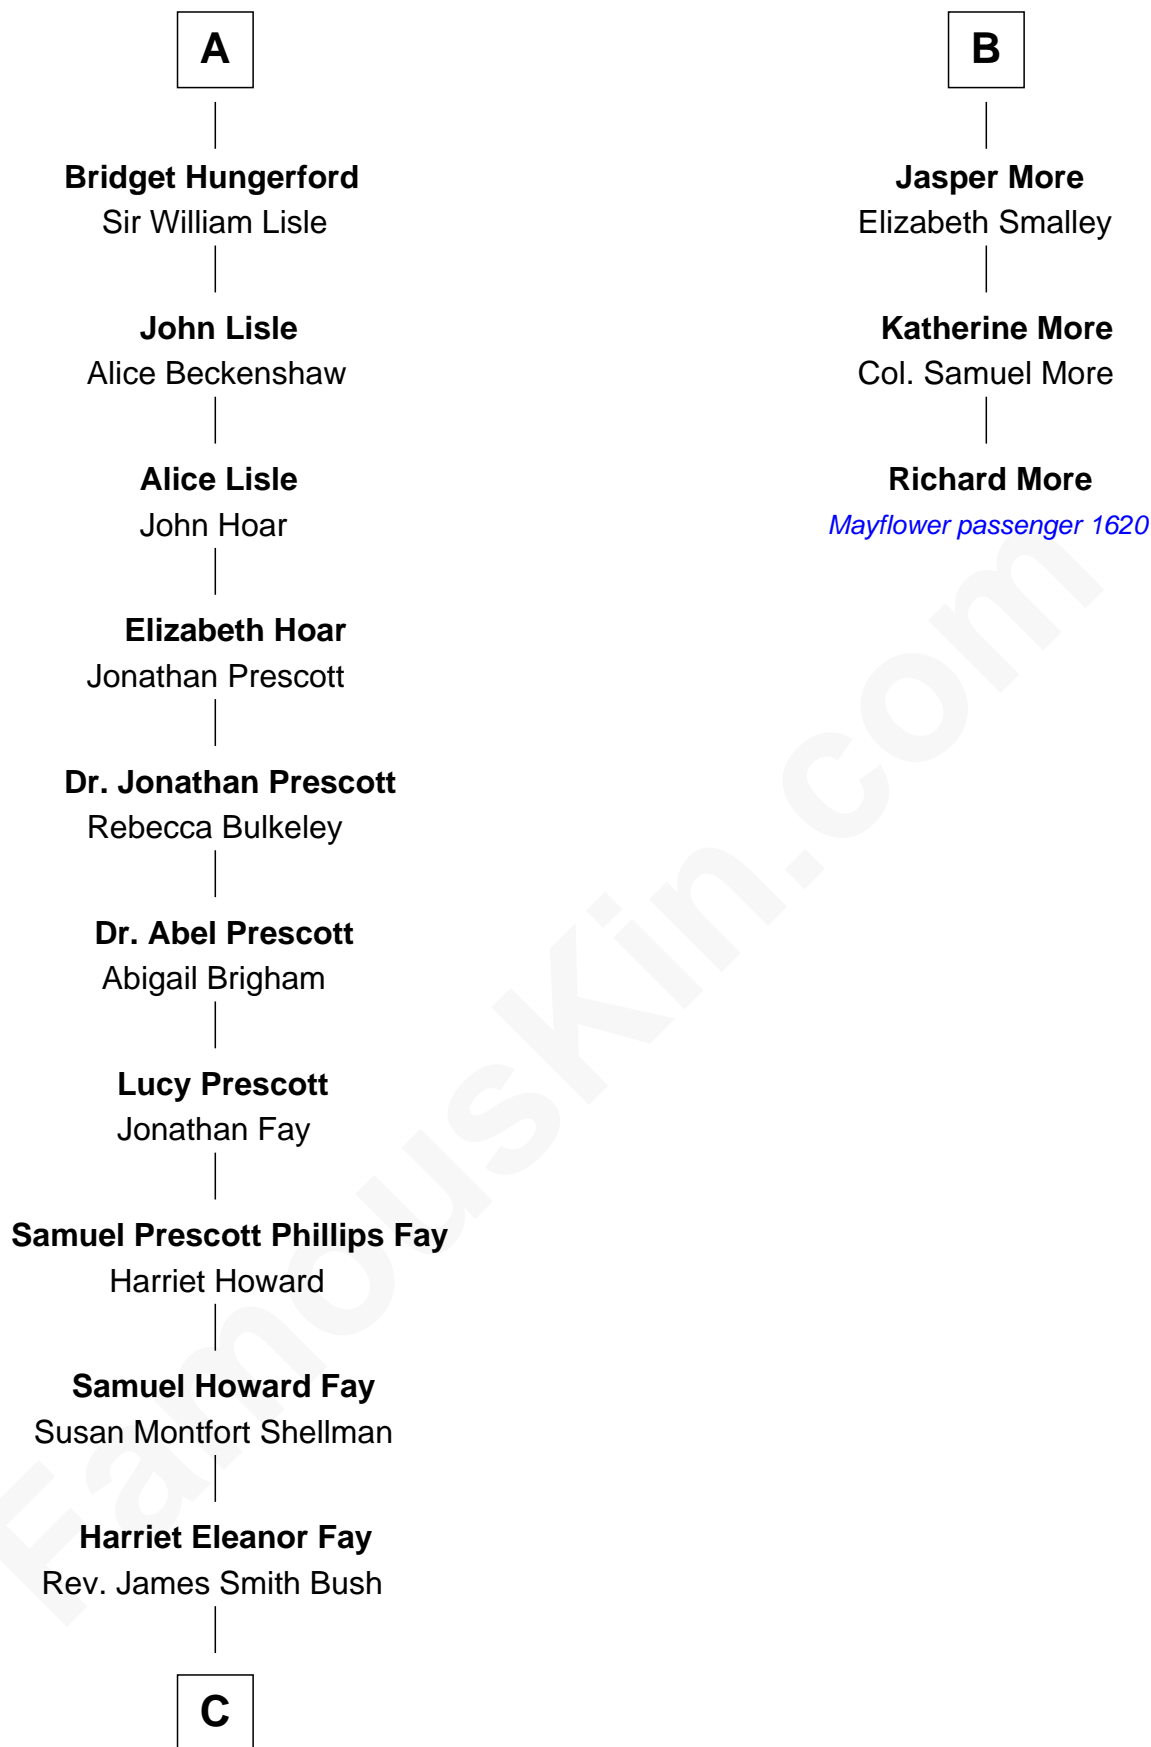 A
Bridget Hungerford
Sir William Lisle
John Lisle
Alice Beckenshaw
Alice Lisle
John Hoar
Elizabeth Hoar
Jonathan Prescott
Dr. Jonathan Prescott
Rebecca Bulkeley
Dr. Abel Prescott
Abigail Brigham
Lucy Prescott
Jonathan Fay
Samuel Prescott Phillips Fay
Harriet Howard
Samuel Howard Fay
Susan Montfort Shellman
Harriet Eleanor Fay
Rev. James Smith Bush
C
B
Jasper More
Elizabeth Smalley
Katherine More
Col. Samuel More
Richard More
Mayflower passenger 1620
FamousKin.com